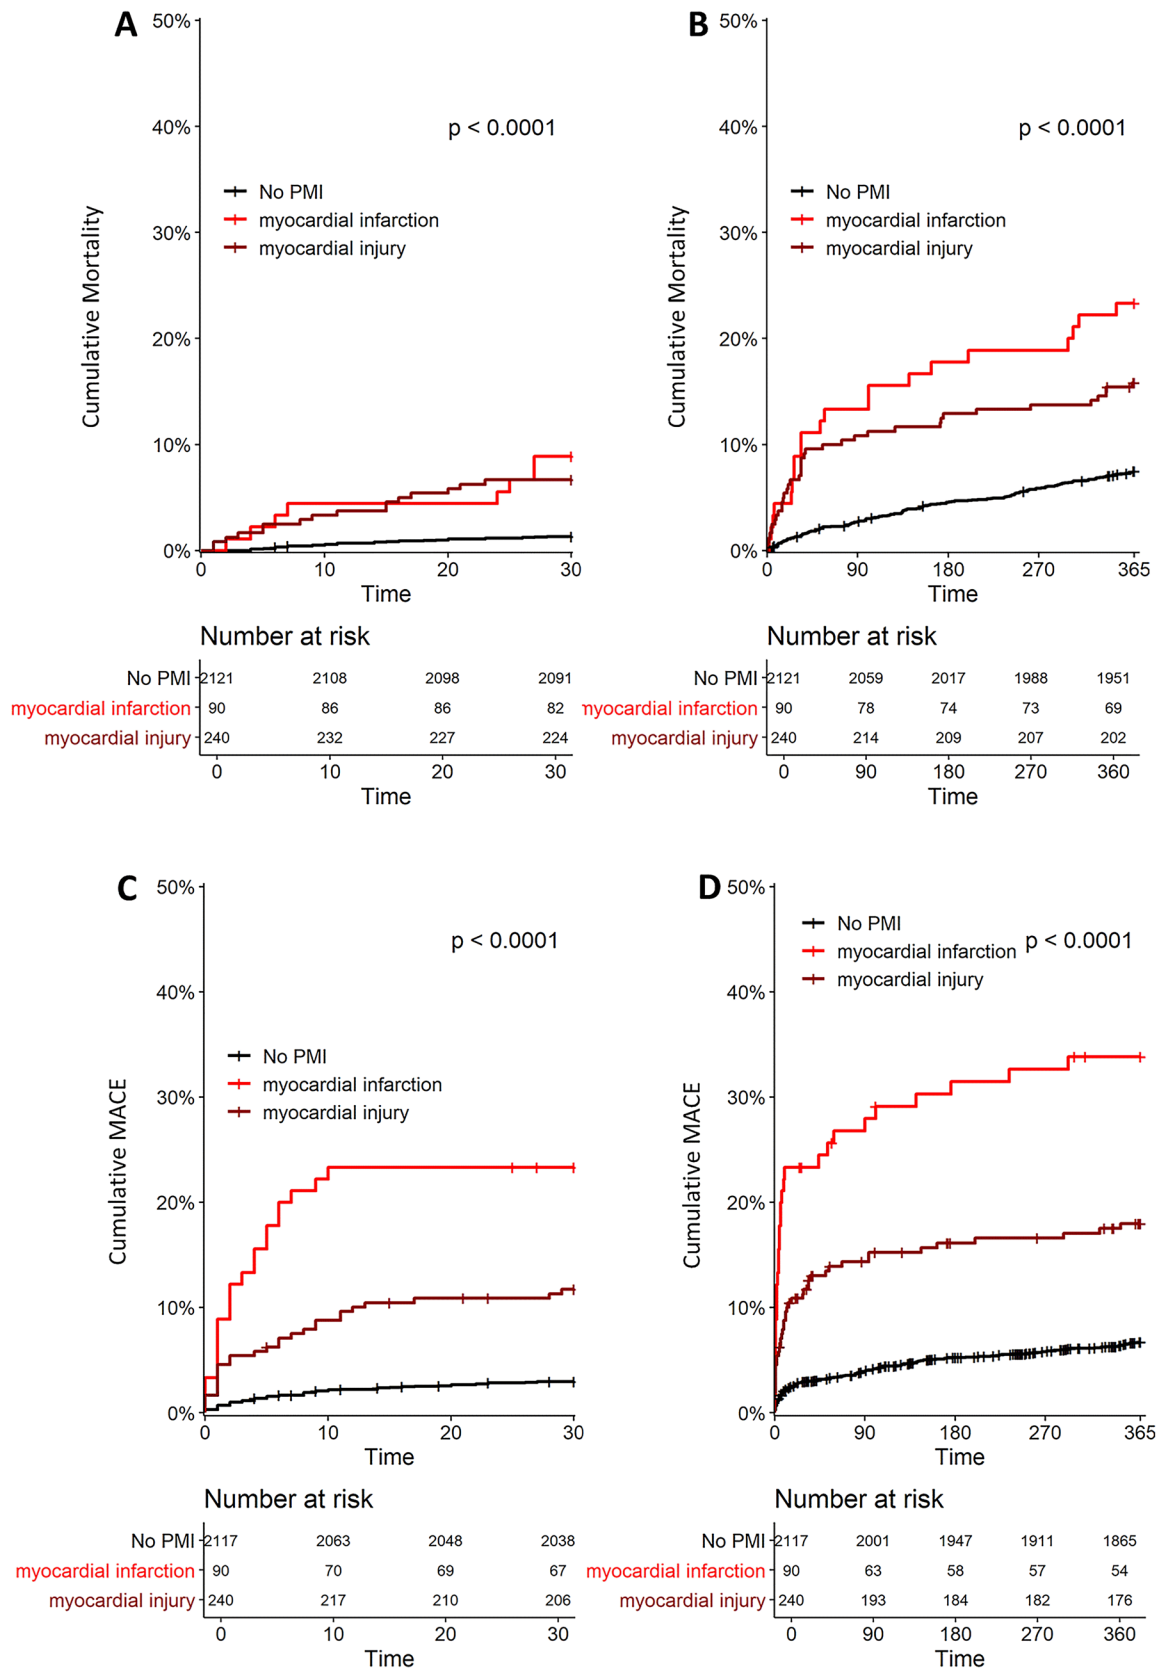 A
50%
40%
30%
20%
10%
0%
Cumulative Mortality
p < 0.0001
No PMI
myocardial infarction
myocardial injury
0 10 20 30
Time
Number at risk
No PMI 2121 2108 2098 2091
myocardial infarction 90 86 86 82
myocardial injury 240 232 227 224
0 10 20 30
Time
B
50%
40%
30%
20%
10%
0%
Cumulative Mortality
p < 0.0001
No PMI
myocardial infarction
myocardial injury
0 90 180 270 365
Time
Number at risk
No PMI 2121 2059 2017 1988 1951
myocardial infarction 90 78 74 73 69
myocardial injury 240 214 209 207 202
0 90 180 270 360
Time
C
50%
40%
30%
20%
10%
0%
Cumulative MACE
p < 0.0001
No PMI
myocardial infarction
myocardial injury
0 10 20 30
Time
Number at risk
No PMI 2117 2063 2048 2038
myocardial infarction 90 70 69 67
myocardial injury 240 217 210 206
0 10 20 30
Time
D
50%
40%
30%
20%
10%
0%
Cumulative MACE
No PMI
myocardial infarction
myocardial injury
p < 0.0001
0 90 180 270 365
Time
Number at risk
No PMI 2117 2001 1947 1911 1865
myocardial infarction 90 63 58 57 54
myocardial injury 240 193 184 182 176
0 90 180 270 360
Time